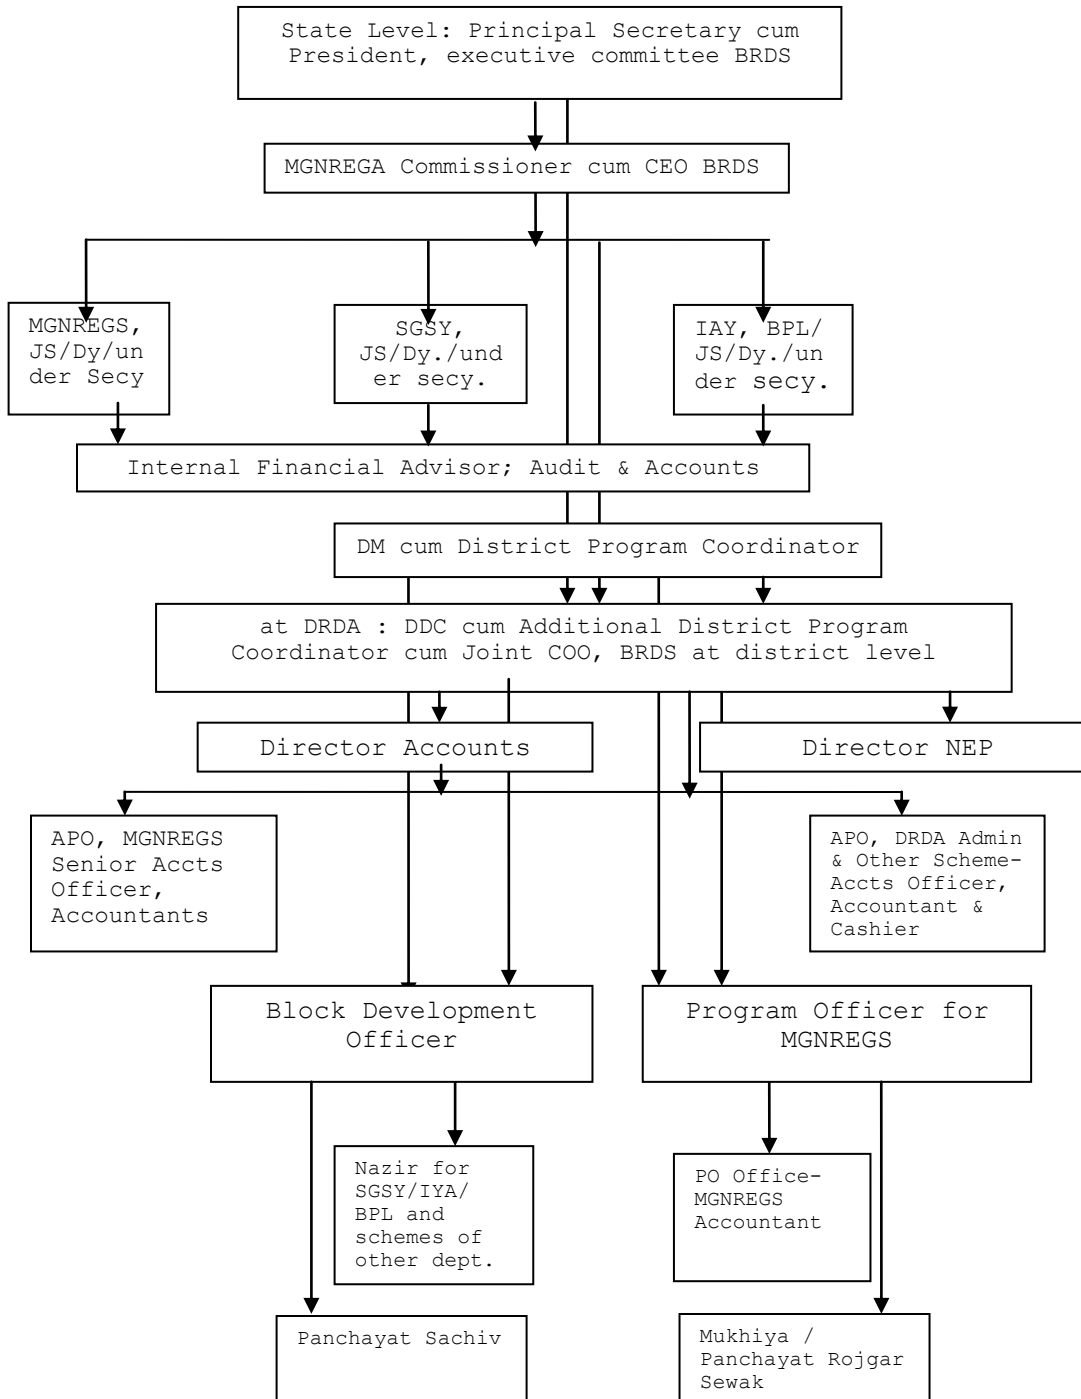 State Level: Principal Secretary cum
President, executive committee BRDS
MGNREGA Commissioner cum CEO BRDS
MGNREGS,
JS/Dy/un
der Secy
SGSY,
JS/Dy./und
er secy.
IAY, BPL/
JS/Dy./un
der secy.
Internal Financial Advisor; Audit & Accounts
DM cum District Program Coordinator
at DRDA : DDC cum Additional District Program
Coordinator cum Joint COO, BRDS at district level
Director Accounts
Director NEP
APO, MGNREGS
Senior Accts
Officer,
Accountants
APO, DRDA Admin
& Other Scheme-
Accts Officer,
Accountant &
Cashier
Block Development
Officer
Program Officer for
MGNREGS
Nazir for
SGSY/IYA/
BPL and
schemes of
other dept.
PO Office-
MGNREGS
Accountant
Panchayat Sachiv
Mukhiya /
Panchayat Rojgar
Sewak